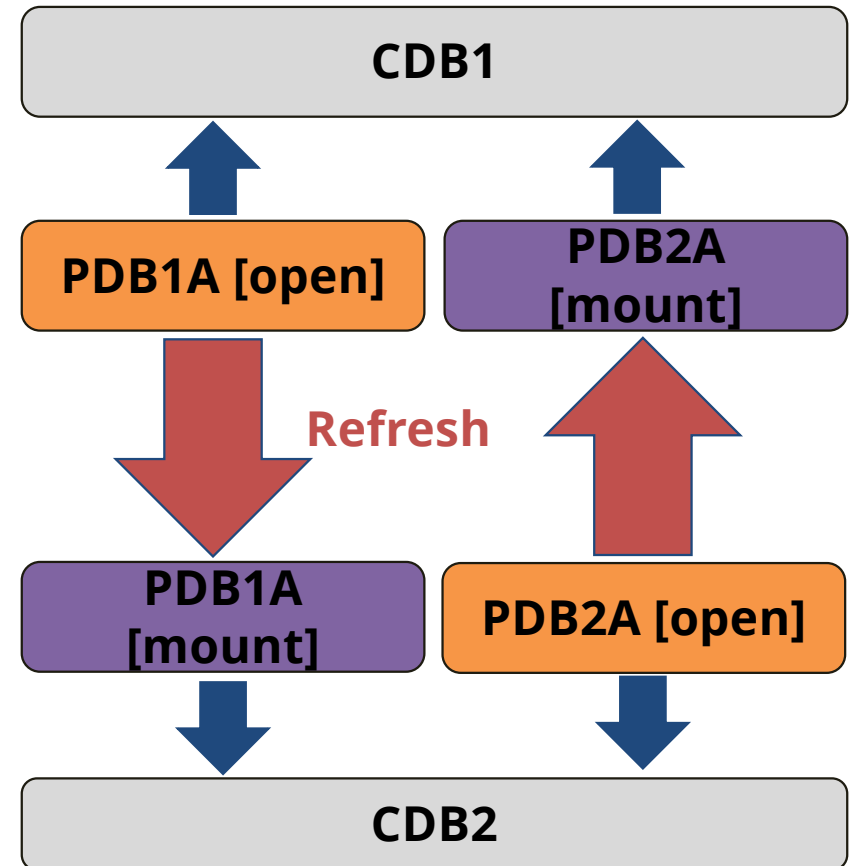 CDB1
PDB1A [open]
PDB2A
[mount]
Refresh
PDB1A
[mount]
PDB2A [open]
CDB2